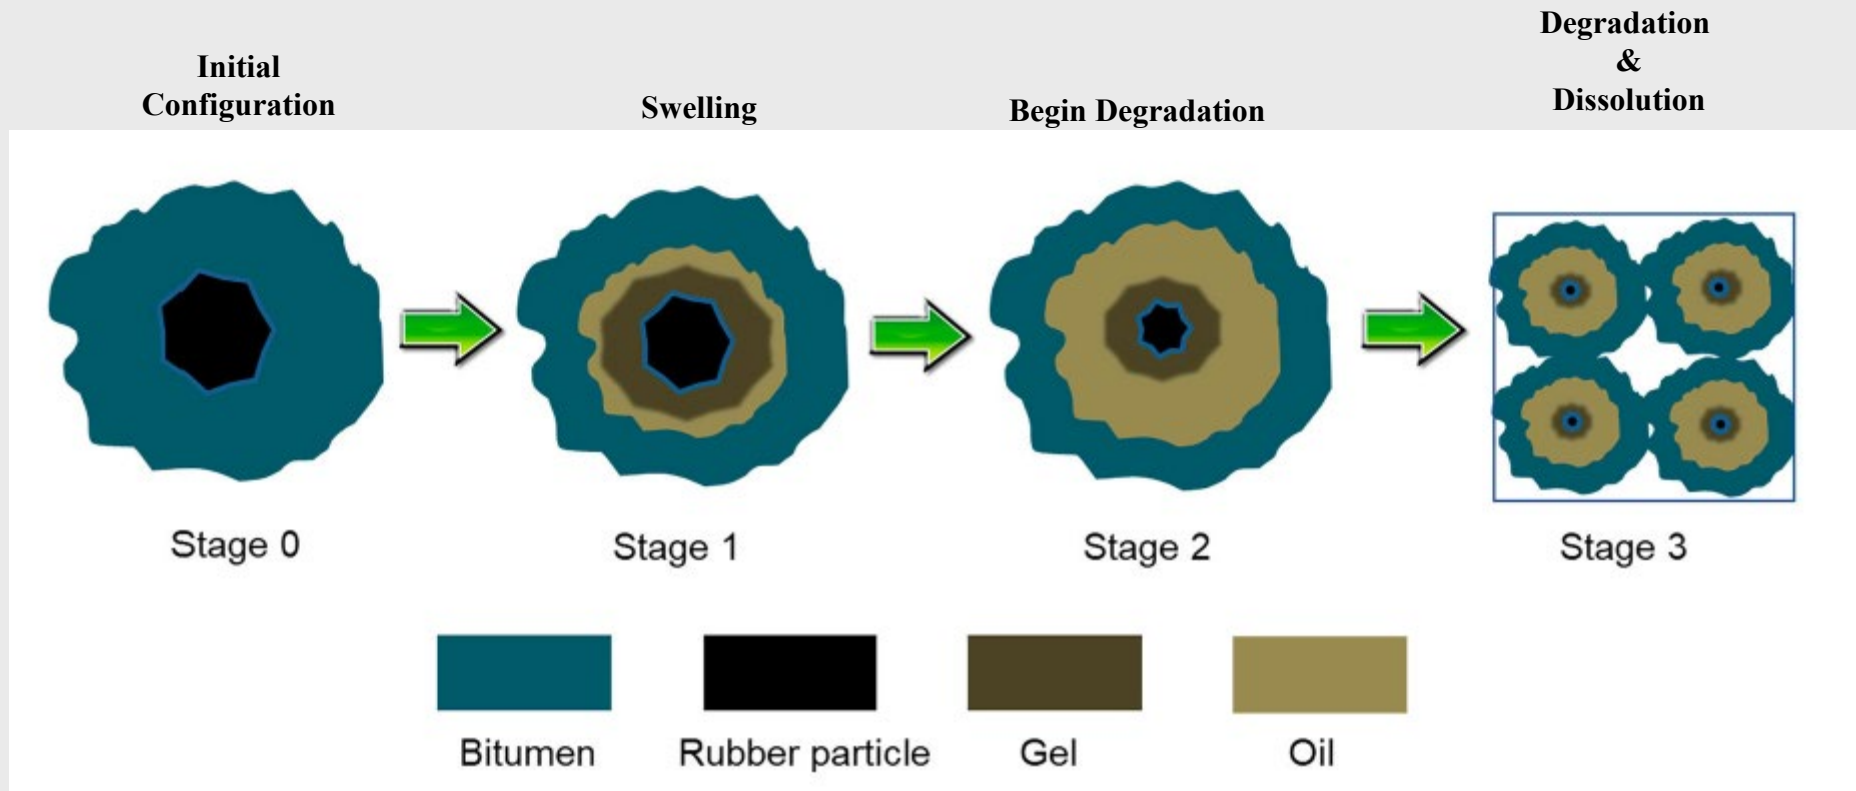 Initial
Configuration
Swelling
Begin Degradation
Degradation
&
Dissolution
Stage 0
Stage 1
Stage 2
Stage 3
Bitumen
Rubber particle
Gel
Oil